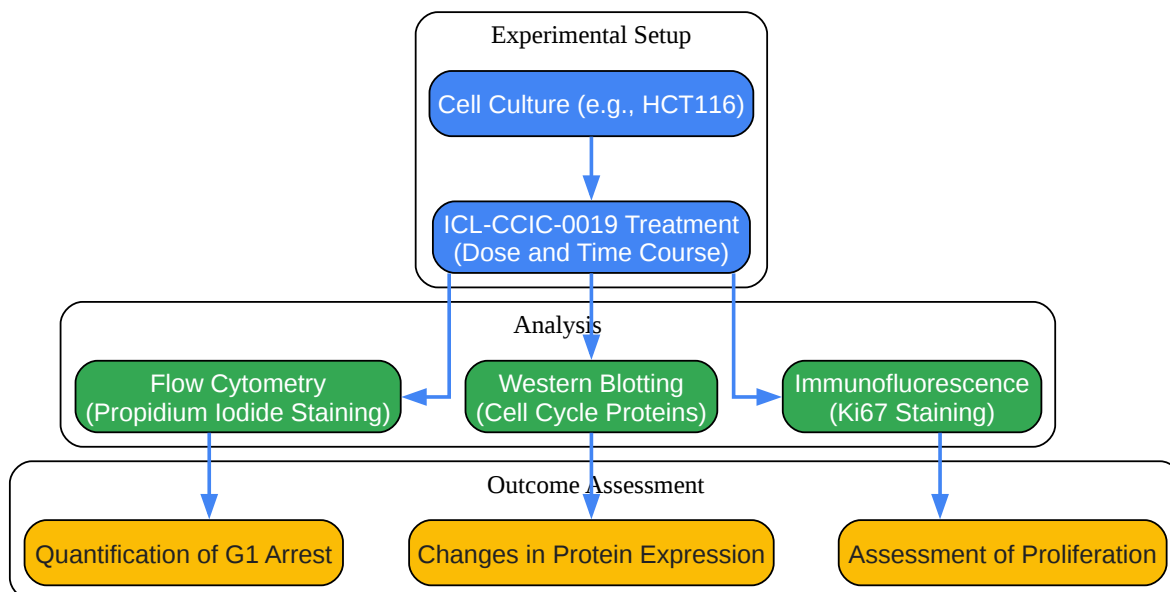 Experimental Setup
Cell Culture (e.g., HCT116)
ICL-CCIC-0019 Treatment
(Dose and Time Course)
Analysis
Flow Cytometry
(Propidium Iodide Staining)
Western Blotting
(Cell Cycle Proteins)
Immunofluorescence
(Ki67 Staining)
Outcome Assessment
Quantification of G1 Arrest
Changes in Protein Expression
Assessment of Proliferation